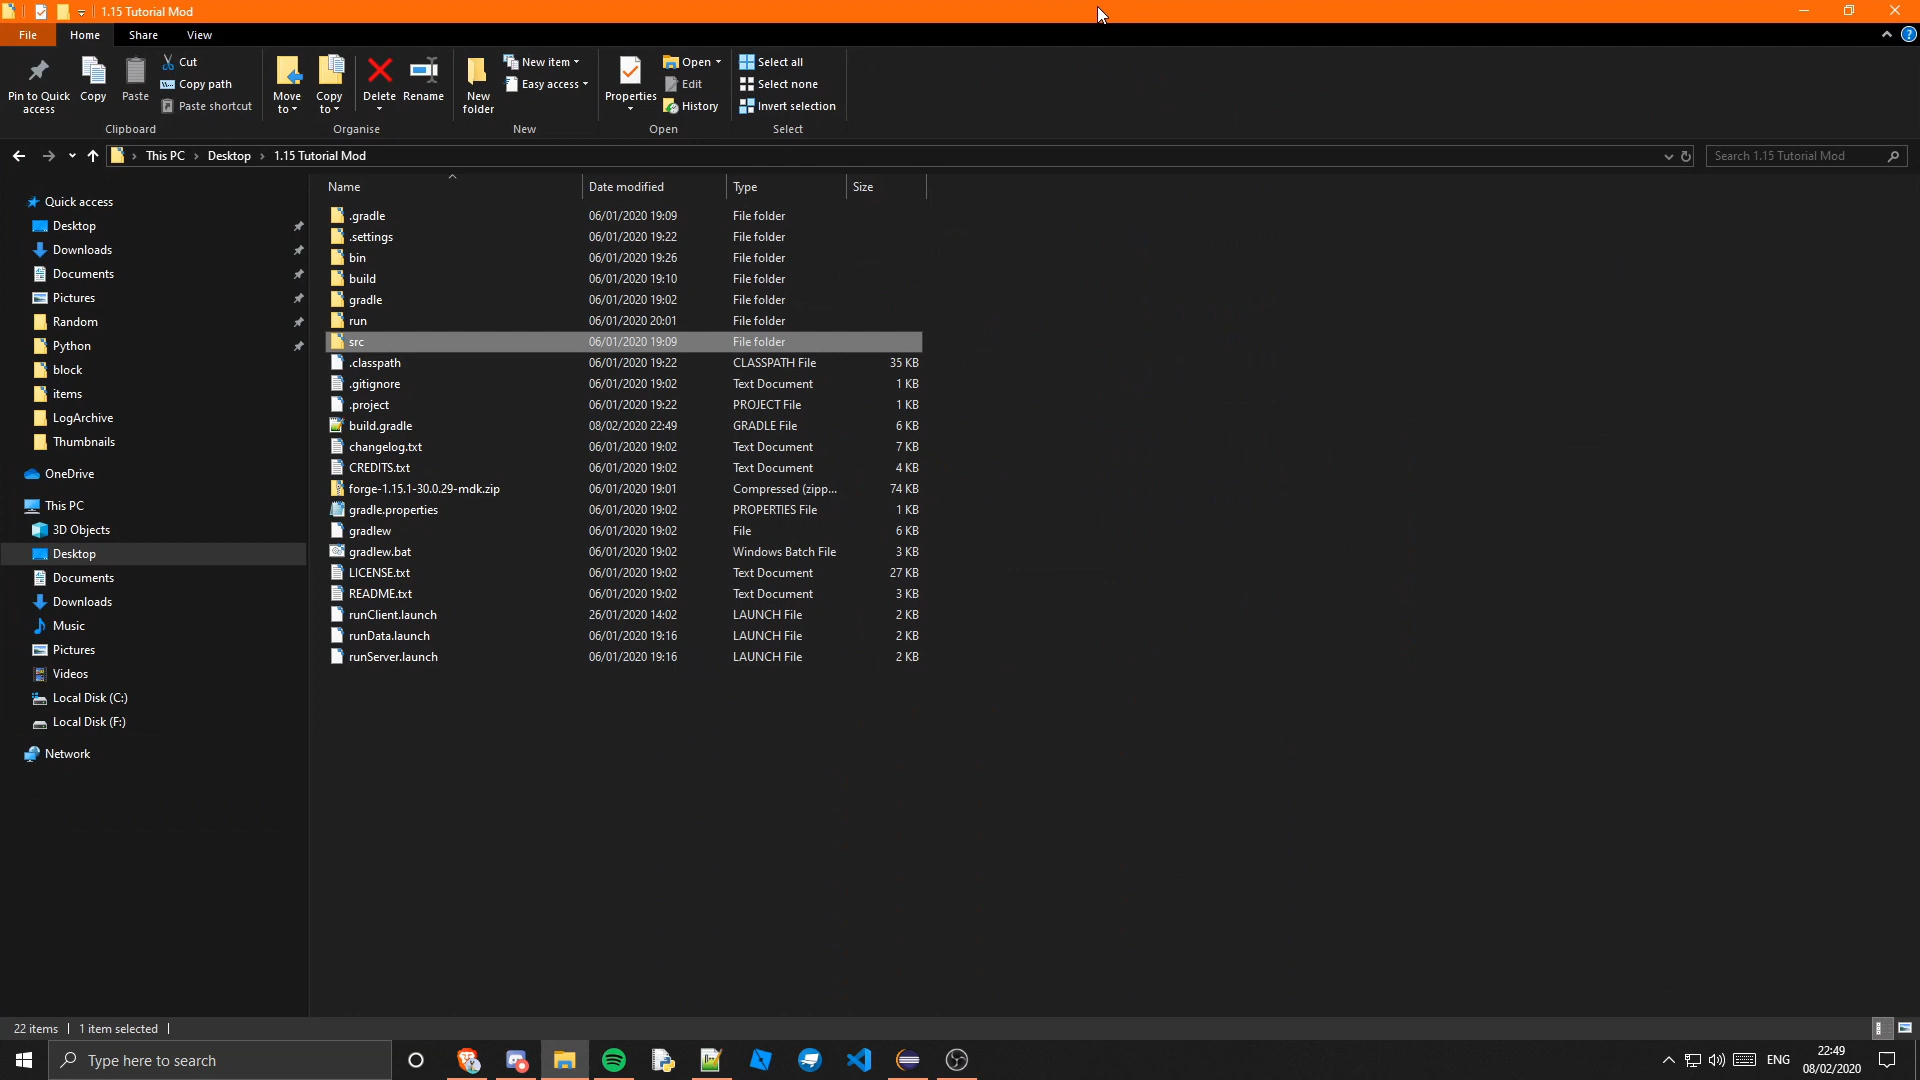 1.15 Tutorial Mod
File Home Share View
Pin to Quick access
Copy
Paste
Cut
Copy path
Paste shortcut
Clipboard
Move to
Copy to
Delete
Rename
Organise
New folder
New item
Easy access
New
Properties
Open
Edit
History
Open
Select all
Select none
Invert selection
Select
This PC Desktop 1.15 Tutorial Mod
Search 1.15 Tutorial Mod
Quick access
Desktop
Downloads
Documents
Pictures
Random
Python
block
items
LogArchive
Thumbnails
OneDrive
This PC
3D Objects
Desktop
Documents
Downloads
Music
Pictures
Videos
Local Disk (C:)
Local Disk (F:)
Network
Name Date modified Type Size
.gradle 06/01/2020 19:09 File folder
.settings 06/01/2020 19:22 File folder
bin 06/01/2020 19:26 File folder
build 06/01/2020 19:10 File folder
gradle 06/01/2020 19:02 File folder
run 06/01/2020 20:01 File folder
src 06/01/2020 19:09 File folder
.classpath 06/01/2020 19:22 CLASSPATH File 35 KB
.gitignore 06/01/2020 19:02 Text Document 1 KB
.project 06/01/2020 19:22 PROJECT File 1 KB
build.gradle 08/02/2020 22:49 GRADLE File 6 KB
changelog.txt 06/01/2020 19:02 Text Document 7 KB
CREDITS.txt 06/01/2020 19:02 Text Document 4 KB
forge-1.15.1-30.0.29-mdk.zip 06/01/2020 19:01 Compressed (zipp... 74 KB
gradle.properties 06/01/2020 19:02 PROPERTIES File 1 KB
gradlew 06/01/2020 19:02 File 6 KB
gradlew.bat 06/01/2020 19:02 Windows Batch File 3 KB
LICENSE.txt 06/01/2020 19:02 Text Document 27 KB
README.txt 06/01/2020 19:02 Text Document 3 KB
runClient.launch 26/01/2020 14:02 LAUNCH File 2 KB
runData.launch 06/01/2020 19:16 LAUNCH File 2 KB
runServer.launch 06/01/2020 19:16 LAUNCH File 2 KB
22 items 1 item selected
Type here to search
ENG
22:49
08/02/2020